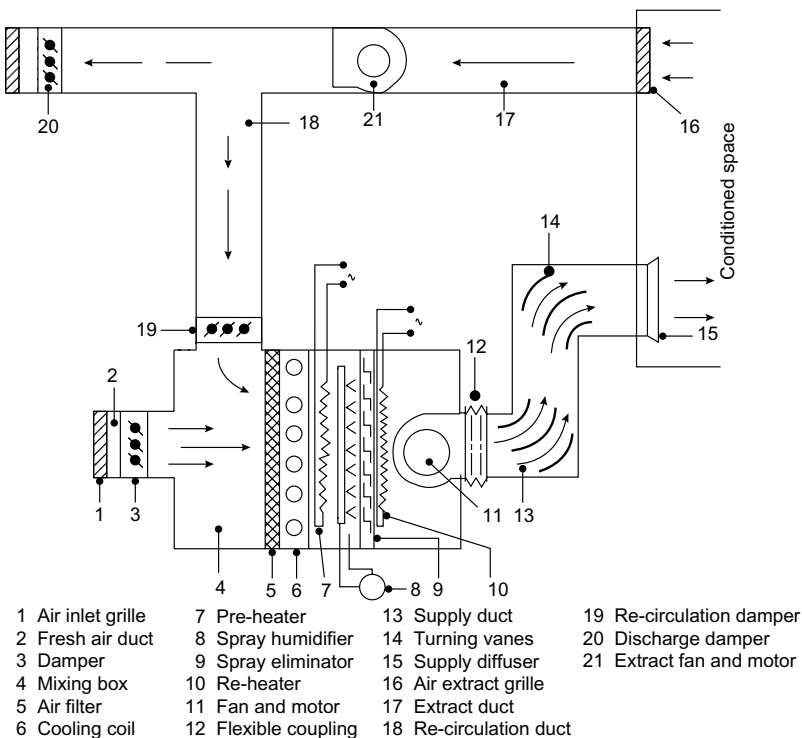 20
18
21
17
16
Conditioned space
14
19
15
12
2
1
3
4
5
6
7
8
9
10
11
13
1 Air inlet grille
2 Fresh air duct
3 Damper
4 Mixing box
5 Air filter
6 Cooling coil
7 Pre-heater
8 Spray humidifier
9 Spray eliminator
10 Re-heater
11 Fan and motor
12 Flexible coupling
13 Supply duct
14 Turning vanes
15 Supply diffuser
16 Air extract grille
17 Extract duct
18 Re-circulation duct
19 Re-circulation damper
20 Discharge damper
21 Extract fan and motor